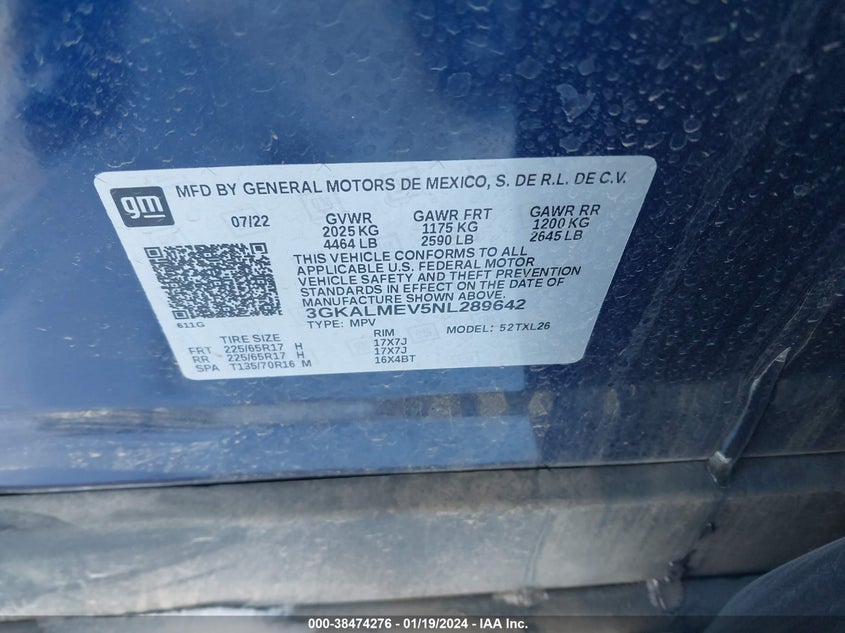 gm
MFD BY GENERAL MOTORS DE MEXICO, S. DE R.L. DE C.V.
07/22 GVWR GAWR FRT GAWR RR
2025 KG 1175 KG 1200 KG
4464 LB 2590 LB 2645 LB
THIS VEHICLE CONFORMS TO ALL
APPLICABLE U.S. FEDERAL MOTOR
VEHICLE SAFETY AND THEFT PREVENTION
STANDARDS IN EFFECT ON THE DATE OF
MANUFACTURE SHOWN ABOVE.
3GKALMEV5NL289642
611G
TYPE: MPV MODEL: 52TXL26
TIRE SIZE RIM
FRT 225/65R17 H 17X7J
RR 225/65R17 H 17X7J
SPA T135/70R16 M 16X4BT
000-38474276 - 01/19/2024 - IAA Inc.